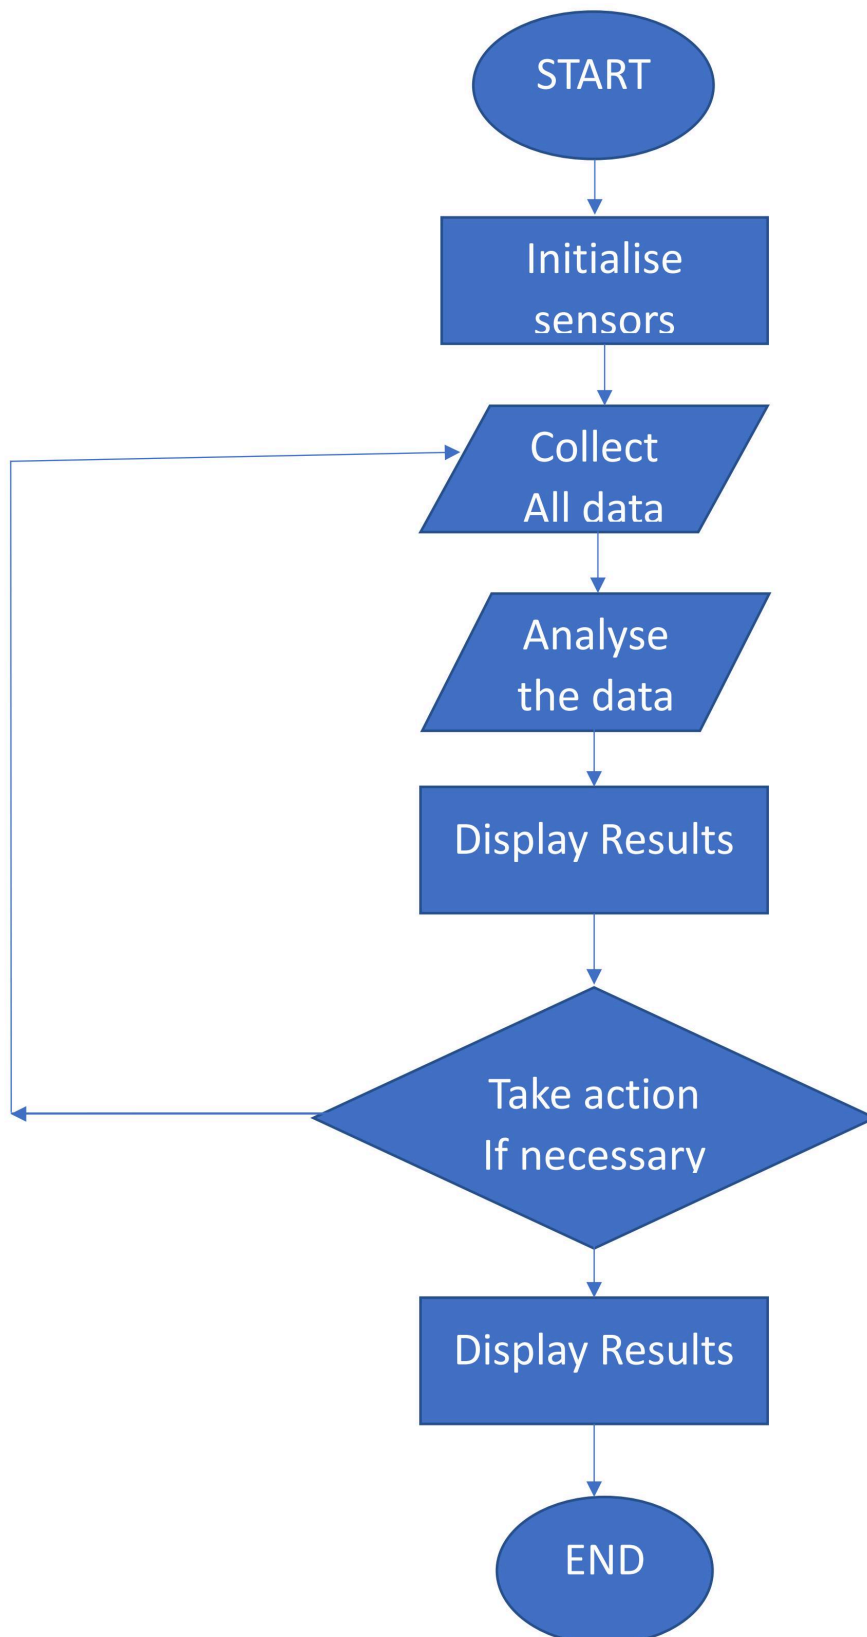 START
Initialise
sensors
Collect
All data
Analyse
the data
Display Results
Take action
If necessary
Display Results
END